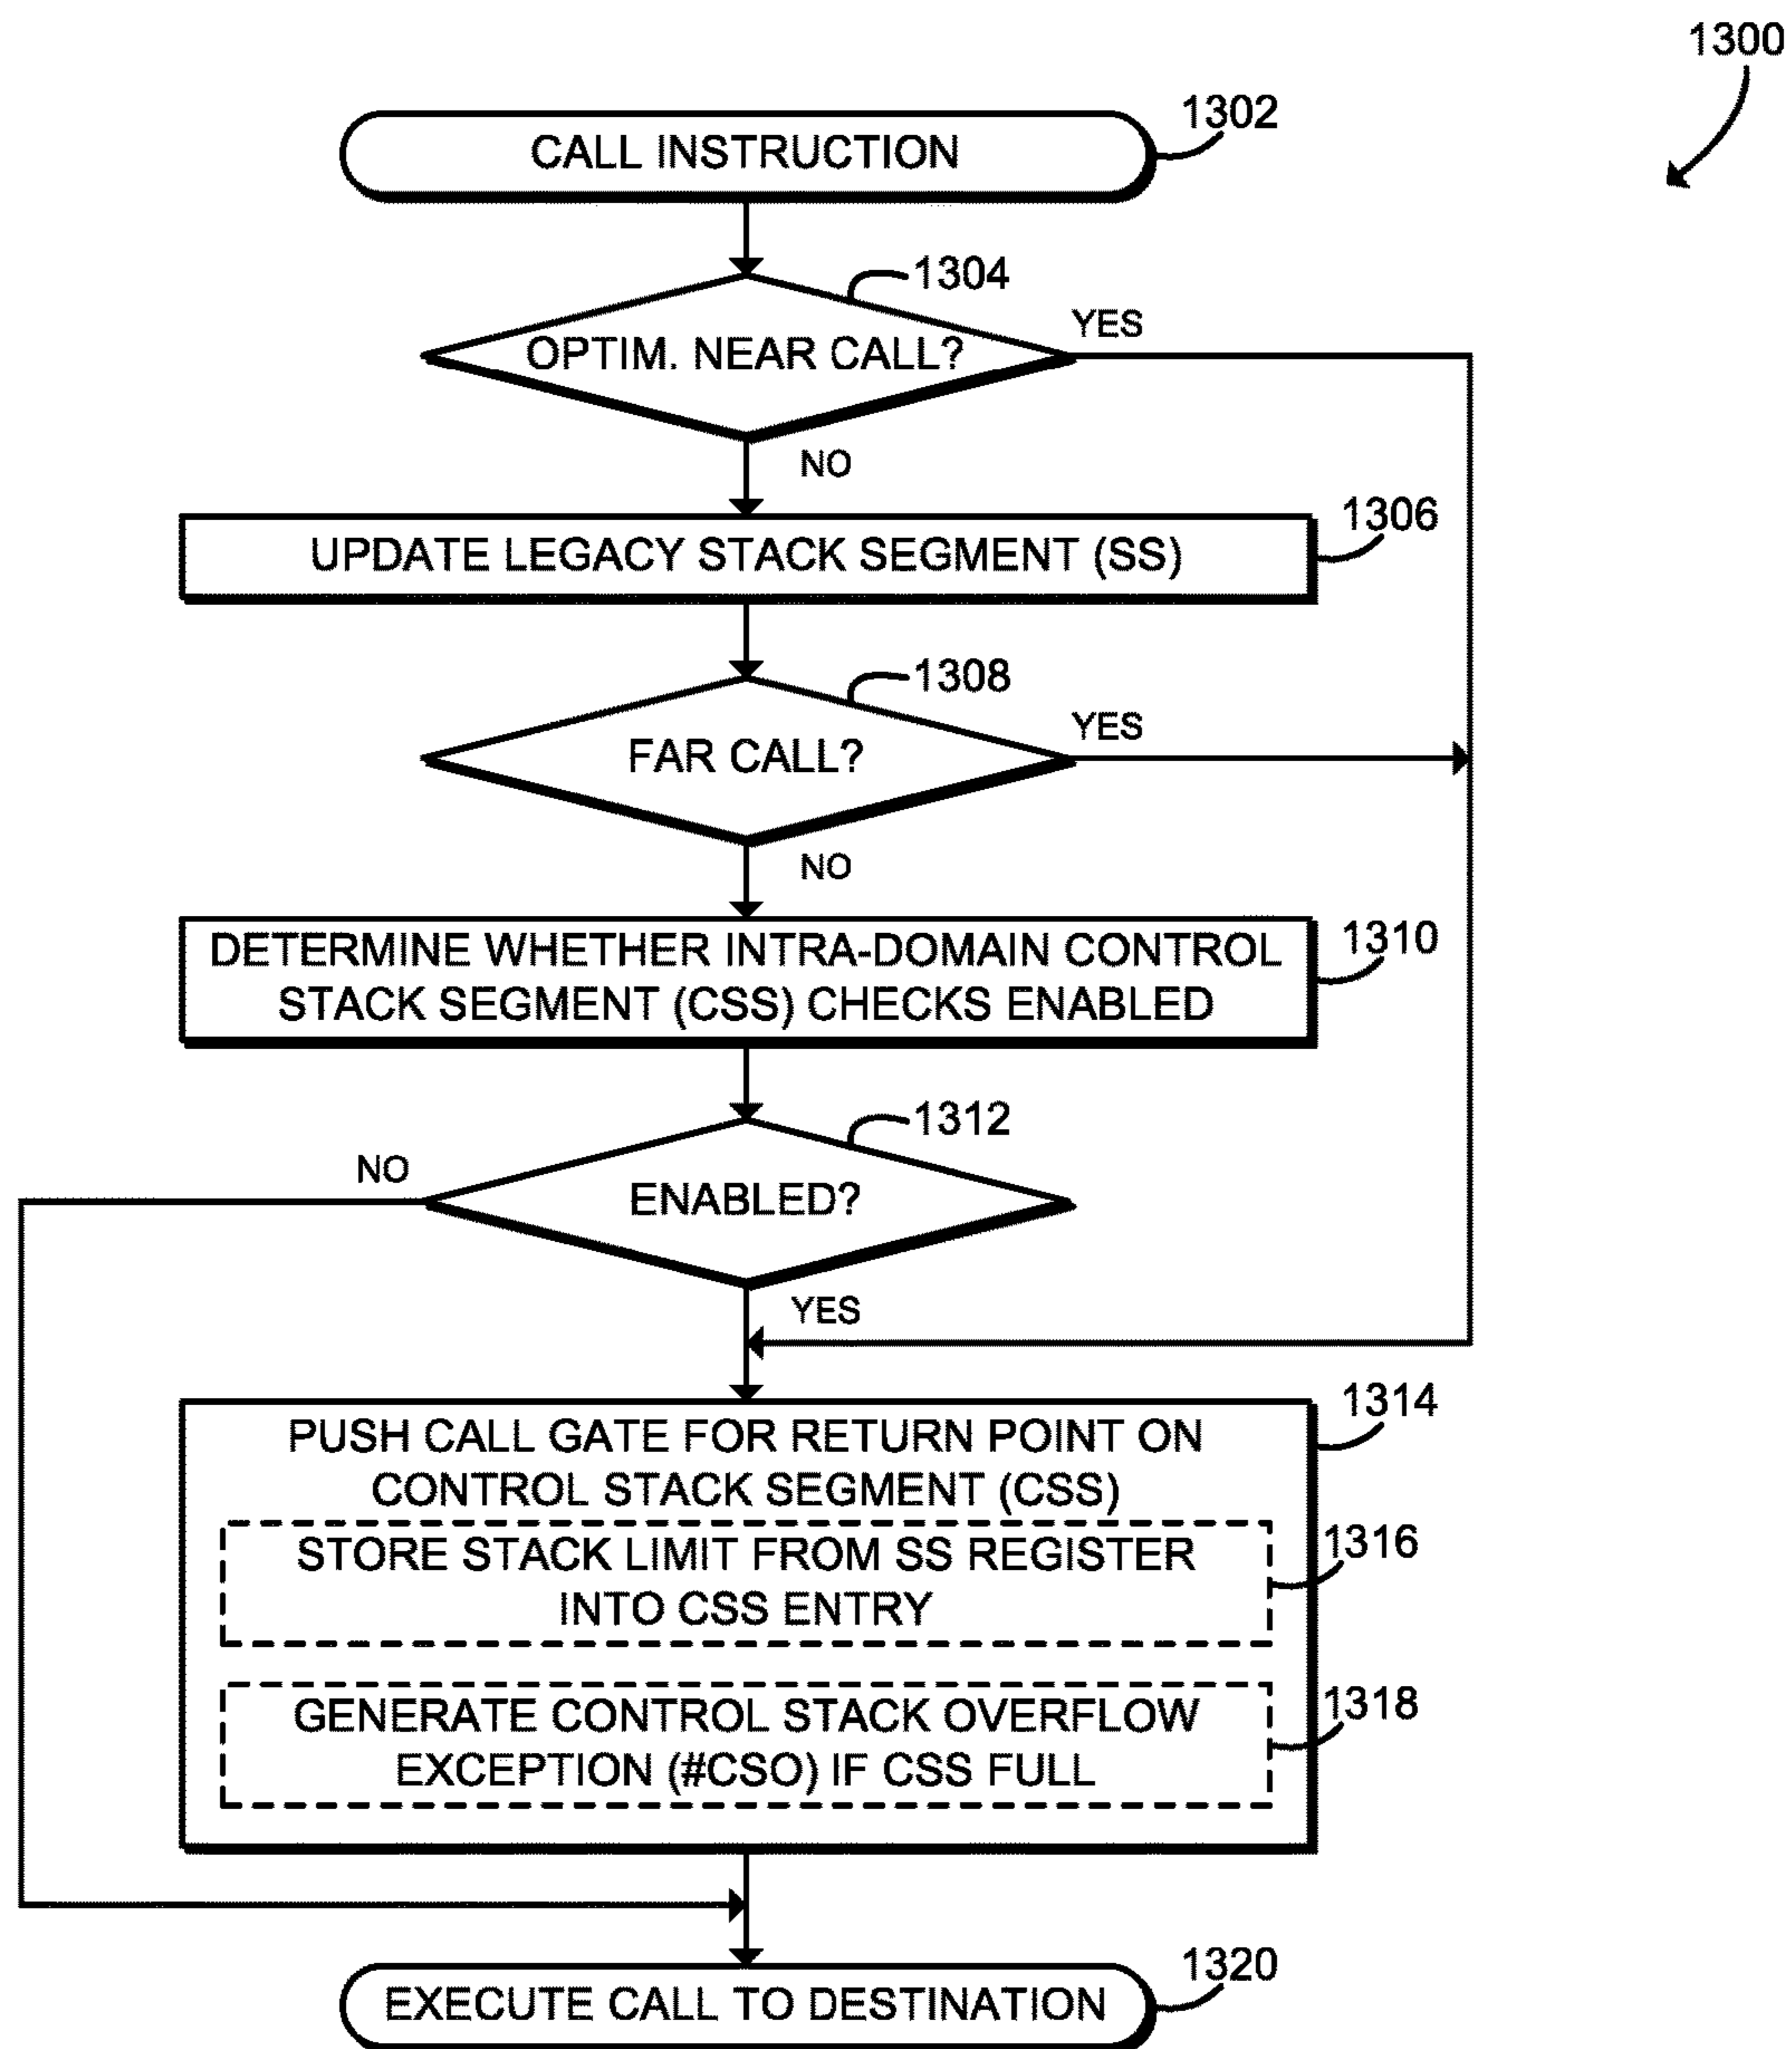 1300
CALL INSTRUCTION
1302
1304
OPTIM. NEAR CALL?
YES
NO
UPDATE LEGACY STACK SEGMENT (SS)
1306
1308
FAR CALL?
YES
NO
DETERMINE WHETHER INTRA-DOMAIN CONTROL
STACK SEGMENT (CSS) CHECKS ENABLED
1310
1312
NO
ENABLED?
YES
1314
PUSH CALL GATE FOR RETURN POINT ON
CONTROL STACK SEGMENT (CSS)
STORE STACK LIMIT FROM SS REGISTER
INTO CSS ENTRY
1316
GENERATE CONTROL STACK OVERFLOW
EXCEPTION (#CSO) IF CSS FULL
1318
EXECUTE CALL TO DESTINATION
1320